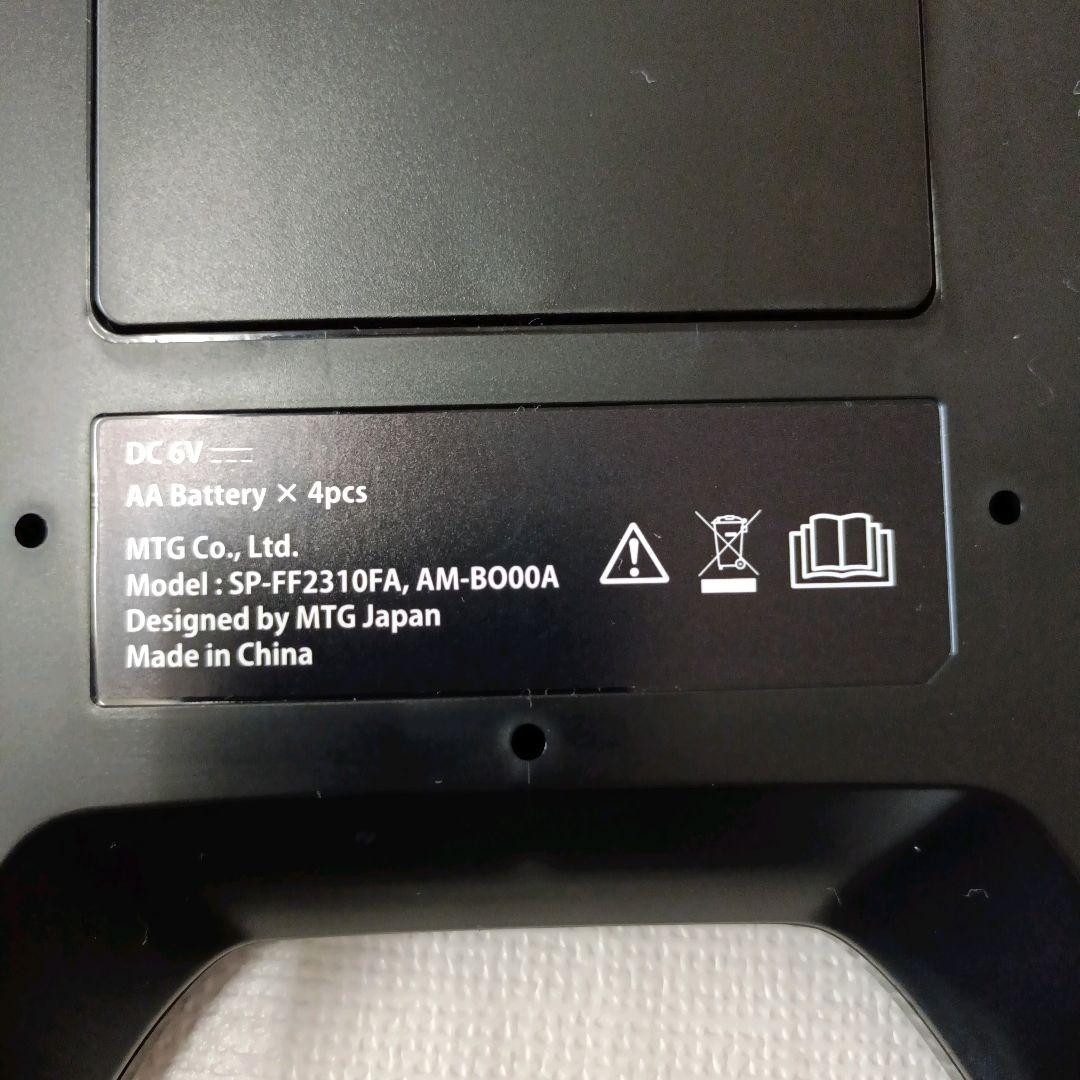 DC 6V
AA Battery × 4pcs
MTG Co., Ltd.
Model : SP-FF2310FA, AM-BO00A
Designed by MTG Japan
Made in China